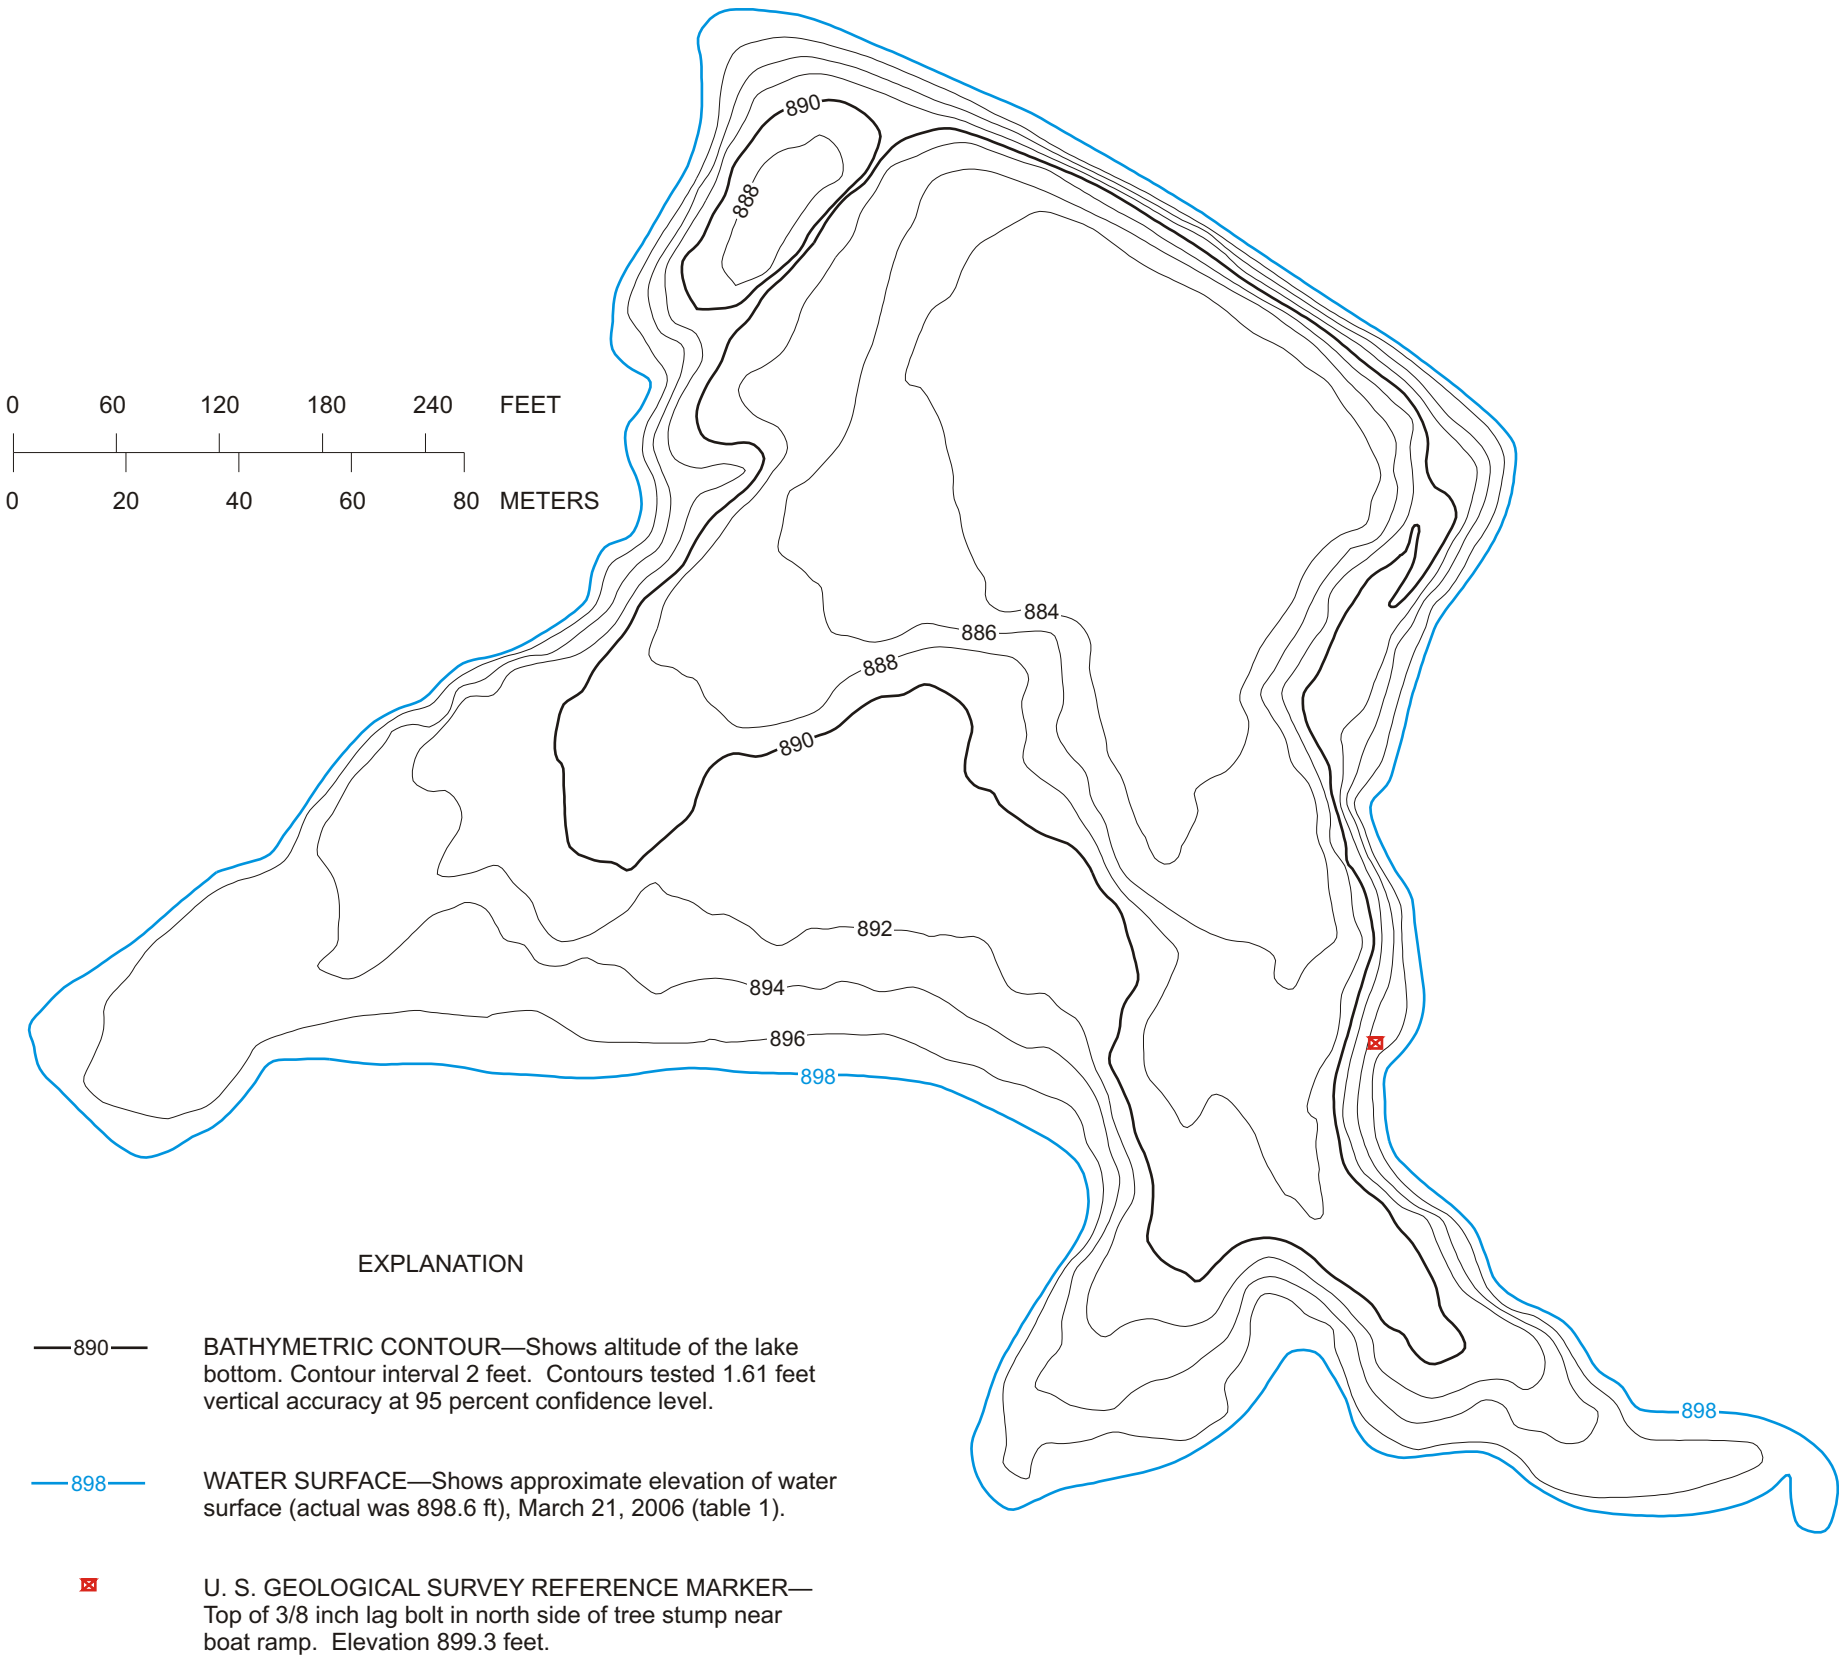 890
888
0 60 120 180 240 FEET
0 20 40 60 80 METERS
884
886
888
890
892
894
896
898
EXPLANATION
890 BATHYMETRIC CONTOUR—Shows altitude of the lake
bottom. Contour interval 2 feet. Contours tested 1.61 feet
vertical accuracy at 95 percent confidence level.
898
898 WATER SURFACE—Shows approximate elevation of water
surface (actual was 898.6 ft), March 21, 2006 (table 1).
U. S. GEOLOGICAL SURVEY REFERENCE MARKER—
Top of 3/8 inch lag bolt in north side of tree stump near
boat ramp. Elevation 899.3 feet.